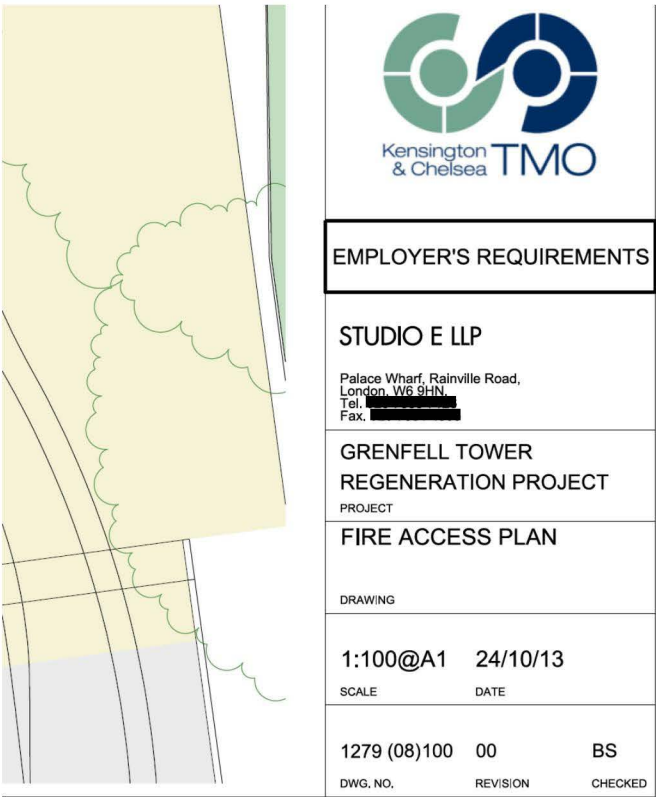 Kensington
& Chelsea TMO
EMPLOYER'S REQUIREMENTS
STUDIO E LLP
Palace Wharf, Rainville Road,
London, W6 9HN.
Tel.
Fax.
GRENFELL TOWER
REGENERATION PROJECT
PROJECT
FIRE ACCESS PLAN
DRAWING
1:100@A1 24/10/13
SCALE DATE
1279 (08)100 00 BS
DWG. NO. REVISION CHECKED